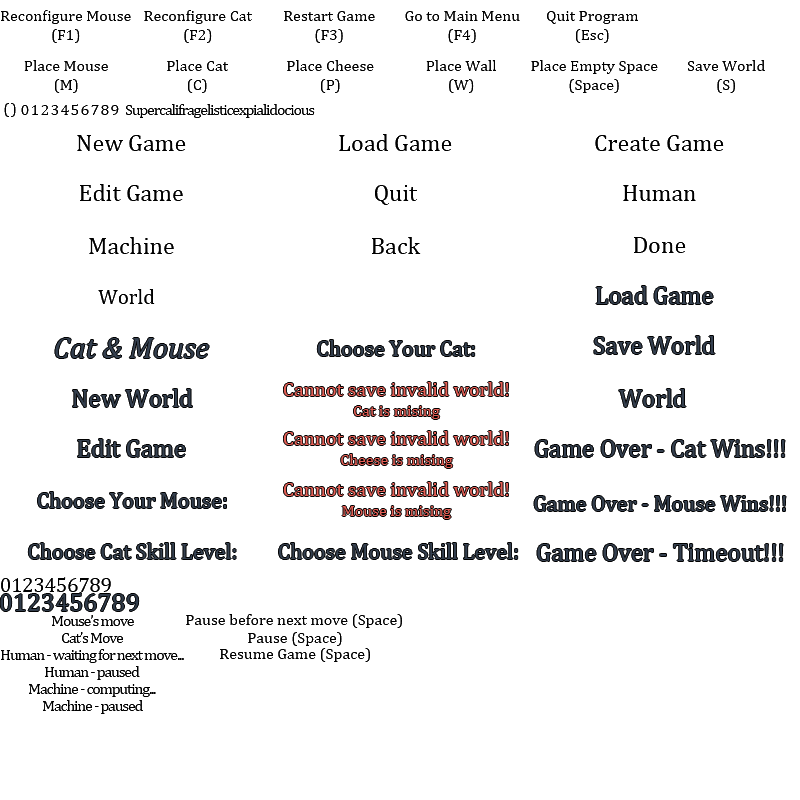 Reconfigure Mouse Reconfigure Cat Restart Game Go to Main Menu Quit Program
(F1) (F2) (F3) (F4) (Esc)
Place Mouse Place Cat Place Cheese Place Wall Place Empty Space Save World
(M) (C) (P) (W) (Space) (S)
() 0123456789 Supercalifragelisticexpialidocious
New Game Load Game Create Game
Edit Game Quit Human
Machine Back Done
World Load Game
Cat & Mouse Choose Your Cat: Save World
New World Cannot save invalid world! World
Cat is mising
Edit Game Cannot save invalid world! Game Over - Cat Wins!!!
Cheese is mising
Choose Your Mouse: Cannot save invalid world! Game Over - Mouse Wins!!!
Mouse is mising
Choose Cat Skill Level: Choose Mouse Skill Level: Game Over - Timeout!!!
0123456789
0123456789
Mouse's move Pause before next move (Space)
Cat's Move Pause (Space)
Human - waiting for next move... Resume Game (Space)
Human - paused
Machine - computing...
Machine - paused